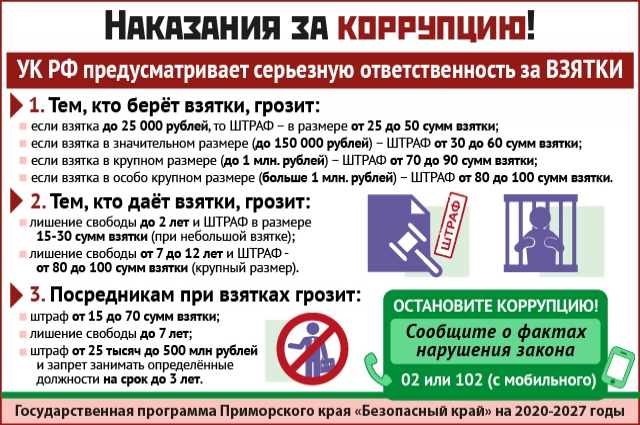 Наказания за коррупцию!
УК РФ предусматривает серьезную ответственность за ВЗЯТКИ
1. Тем, кто берёт взятки, грозит:
если взятка до 25 000 рублей, то ШТРАФ – в размере от 25 до 50 сумм взятки;
если взятка в значительном размере (до 150 000 рублей) – ШТРАФ от 30 до 60 сумм взятки;
если взятка в крупном размере (до 1 млн. рублей) – ШТРАФ от 70 до 90 сумм взятки;
если взятка в особо крупном размере (больше 1 млн. рублей) – ШТРАФ от 80 до 100 сумм взятки.
2. Тем, кто даёт взятки, грозит:
лишение свободы до 2 лет и ШТРАФ в размере
15-30 сумм взятки (при небольшой взятке);
лишение свободы от 7 до 12 лет и ШТРАФ -
от 80 до 100 сумм взятки (крупный размер).
ШТРАФ
3. Посредникам при взятках грозит:
штраф от 15 до 70 сумм взятки;
лишение свободы до 7 лет;
штраф от 25 тысяч до 500 млн рублей
и запрет занимать определённые
должности на срок до 3 лет.
ОСТАНОВИТЕ КОРРУПЦИЮ!
Сообщите о фактах
нарушения закона
02 или 102 (с мобильного)
Государственная программа Приморского края «Безопасный край» на 2020-2027 годы